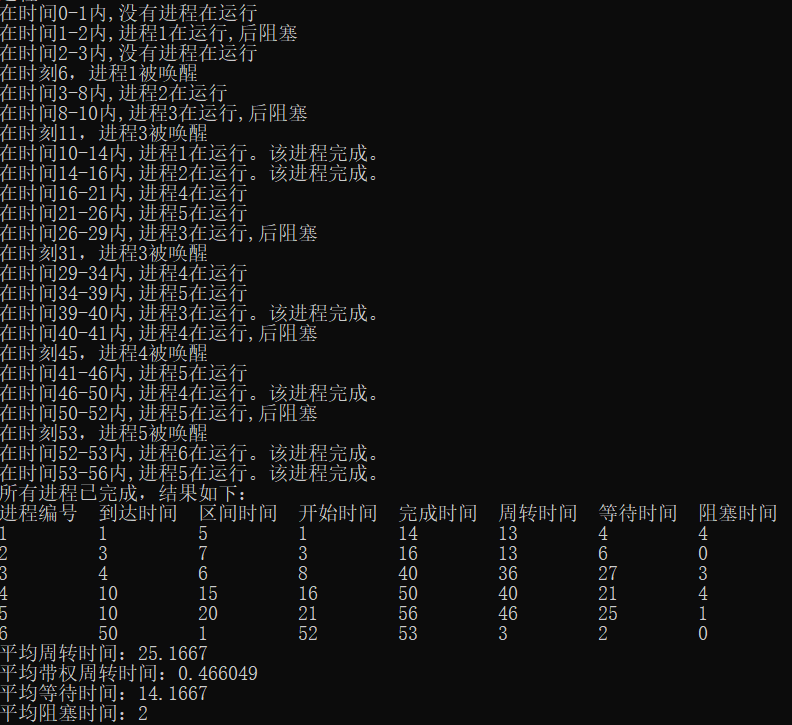 在时间0-1内,没有进程在运行
在时间1-2内,进程1在运行,后阻塞
在时间2-3内,没有进程在运行
在时刻6，进程1被唤醒
在时间3-8内,进程2在运行
在时间8-10内,进程3在运行,后阻塞
在时刻11，进程3被唤醒
在时间10-14内,进程1在运行。该进程完成。
在时间14-16内,进程2在运行。该进程完成。
在时间16-21内,进程4在运行
在时间21-26内,进程5在运行
在时间26-29内,进程3在运行,后阻塞
在时刻31，进程3被唤醒
在时间29-34内,进程4在运行
在时间34-39内,进程5在运行
在时间39-40内,进程3在运行。该进程完成。
在时间40-41内,进程4在运行,后阻塞
在时刻45，进程4被唤醒
在时间41-46内,进程5在运行
在时间46-50内,进程4在运行。该进程完成。
在时间50-52内,进程5在运行,后阻塞
在时刻53，进程5被唤醒
在时间52-53内,进程6在运行。该进程完成。
在时间53-56内,进程5在运行。该进程完成。
所有进程已完成，结果如下：
进程编号 到达时间 区间时间 开始时间 完成时间 周转时间 等待时间 阻塞时间
1 1 5 1 14 13 4 4
2 3 7 3 16 13 6 0
3 4 6 8 40 36 27 3
4 10 15 16 50 40 21 4
5 10 20 21 56 46 25 1
6 50 1 52 53 3 2 0
平均周转时间：25.1667
平均带权周转时间：0.466049
平均等待时间：14.1667
平均阻塞时间：2